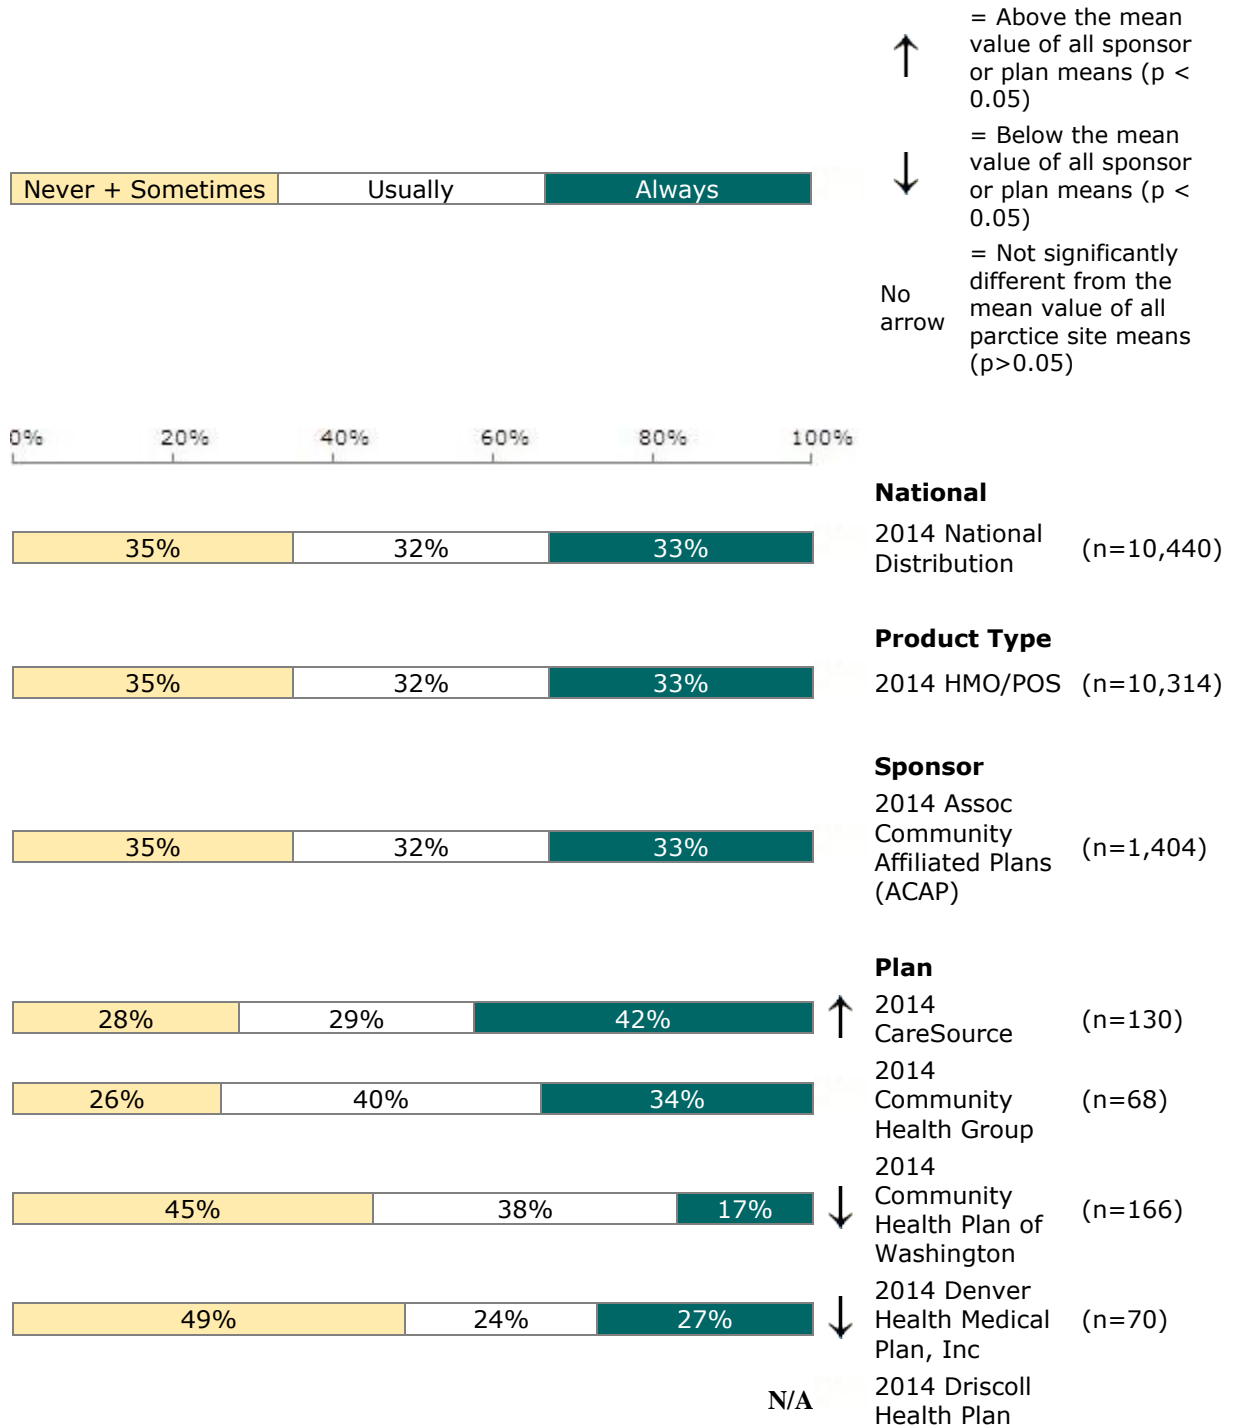 = Above the mean
value of all sponsor
or plan means (p <
0.05)
= Below the mean
value of all sponsor
or plan means (p <
0.05)
Never + Sometimes Usually Always
No
arrow
= Not significantly
different from the
mean value of all
parctice site means
(p>0.05)
0% 20% 40% 60% 80% 100%
National
35% 32% 33%
2014 National
Distribution
(n=10,440)
Product Type
35% 32% 33%
2014 HMO/POS (n=10,314)
Sponsor
35% 32% 33%
2014 Assoc
Community
Affiliated Plans
(ACAP)
(n=1,404)
Plan
28% 29% 42%
2014
CareSource
(n=130)
26% 40% 34%
2014
Community
Health Group
(n=68)
45% 38% 17%
2014
Community
Health Plan of
Washington
(n=166)
49% 24% 27%
2014 Denver
Health Medical
Plan, Inc
(n=70)
N/A
2014 Driscoll
Health Plan